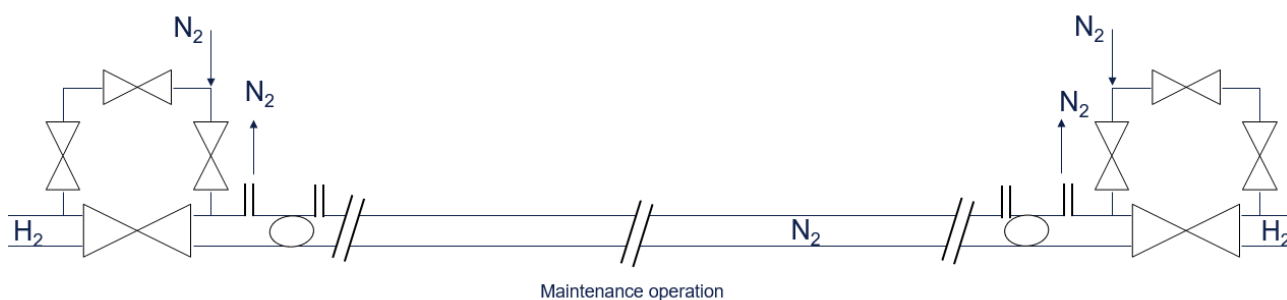 N₂
N₂
N₂
N₂
H₂
N₂
H₂
Maintenance operation